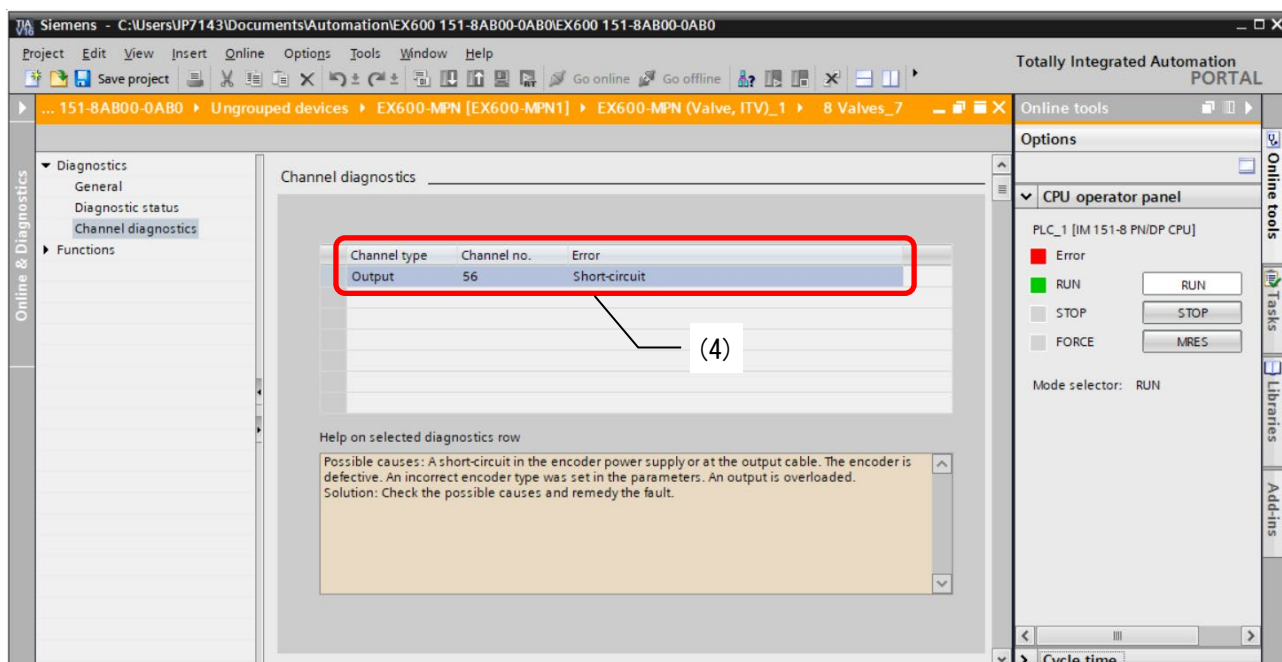 Siemens - C:\Users\JP7143\Documents\Automation\EX600 151-8AB00-0AB0\EX600 151-8AB00-0AB0
Project Edit View Insert Online Options Tools Window Help
Totally Integrated Automation
PORTAL
Save project
Go online
Go offline
... 151-8AB00-0AB0 ▸ Ungrouped devices ▸ EX600-MPN [EX600-MPN1] ▸ EX600-MPN (Valve, ITV)_1 ▸ 8 Valves_7
Online & Diagnostics
Diagnostics
General
Diagnostic status
Channel diagnostics
Functions
Channel diagnostics
Channel type Channel no. Error
Output 56 Short-circuit
(4)
Help on selected diagnostics row
Possible causes: A short-circuit in the encoder power supply or at the output cable. The encoder is
defective. An incorrect encoder type was set in the parameters. An output is overloaded.
Solution: Check the possible causes and remedy the fault.
Online tools
Options
CPU operator panel
PLC_1 [IM 151-8 PN/DP CPU]
Error
RUN RUN
STOP STOP
FORCE MRES
Mode selector: RUN
Cycle time
Online tools
Tasks
Libraries
Add-ins